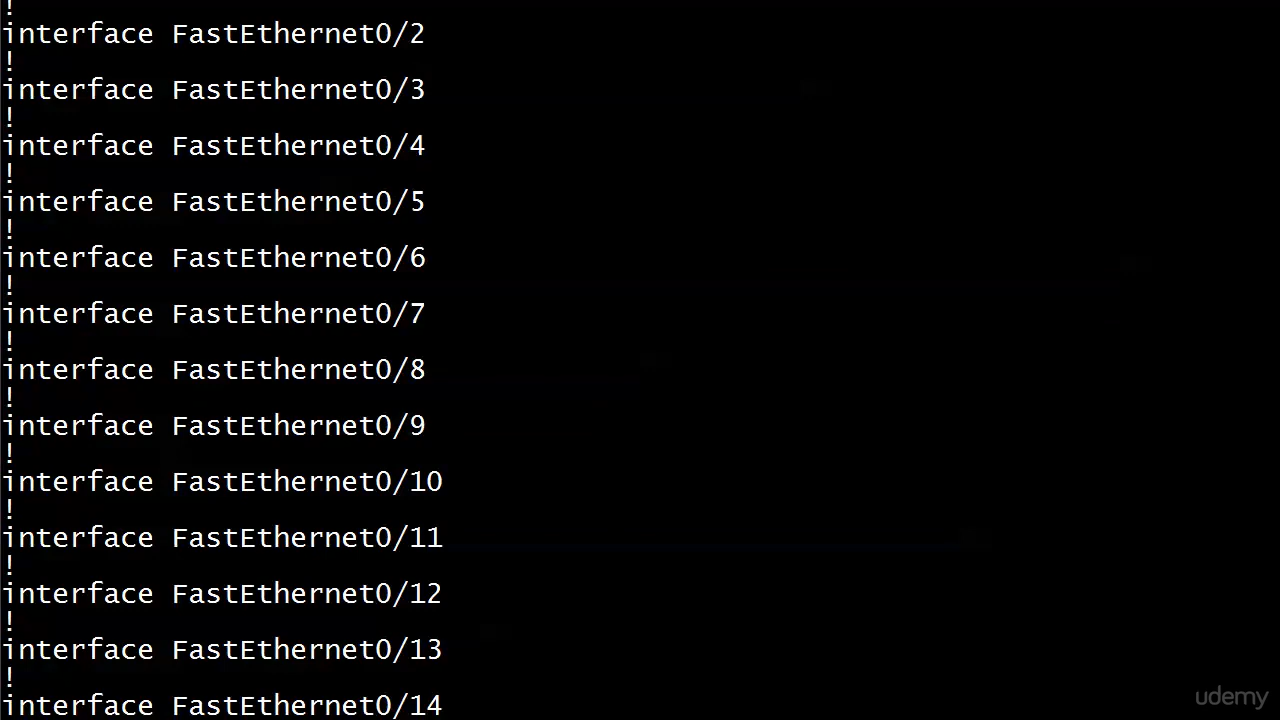 !
interface FastEthernet0/2
!
interface FastEthernet0/3
!
interface FastEthernet0/4
!
interface FastEthernet0/5
!
interface FastEthernet0/6
!
interface FastEthernet0/7
!
interface FastEthernet0/8
!
interface FastEthernet0/9
!
interface FastEthernet0/10
!
interface FastEthernet0/11
!
interface FastEthernet0/12
!
interface FastEthernet0/13
!
interface FastEthernet0/14
udemy